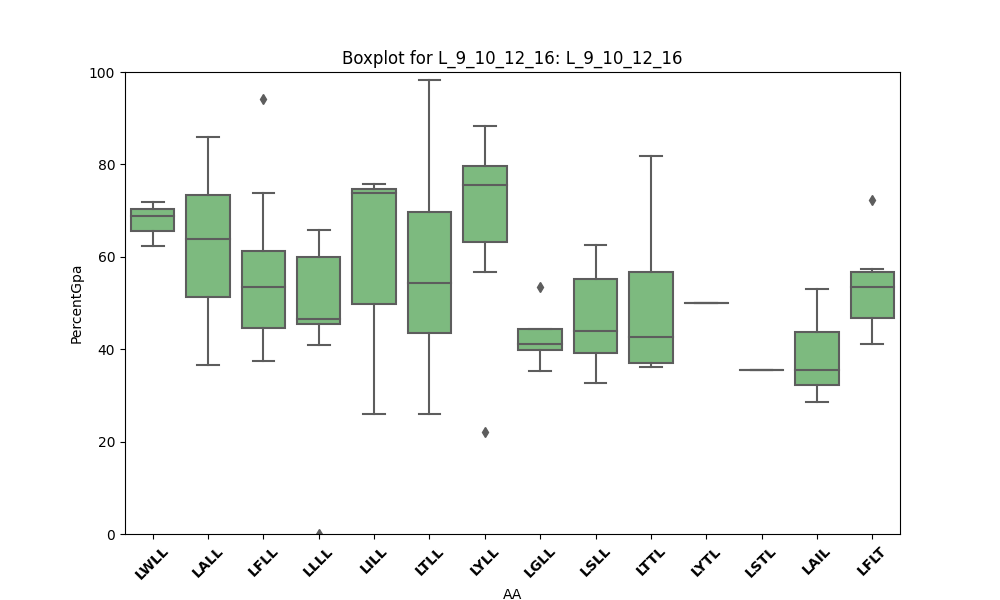 Boxplot for L_9_10_12_16: L_9_10_12_16
100
80
60
40
20
0
PercentGpa
LWLL LALL LFLL LLLL LILL LTLL LYLL LGLL LSLL LTTL LYTL LSTL LAIL LFLT
AA